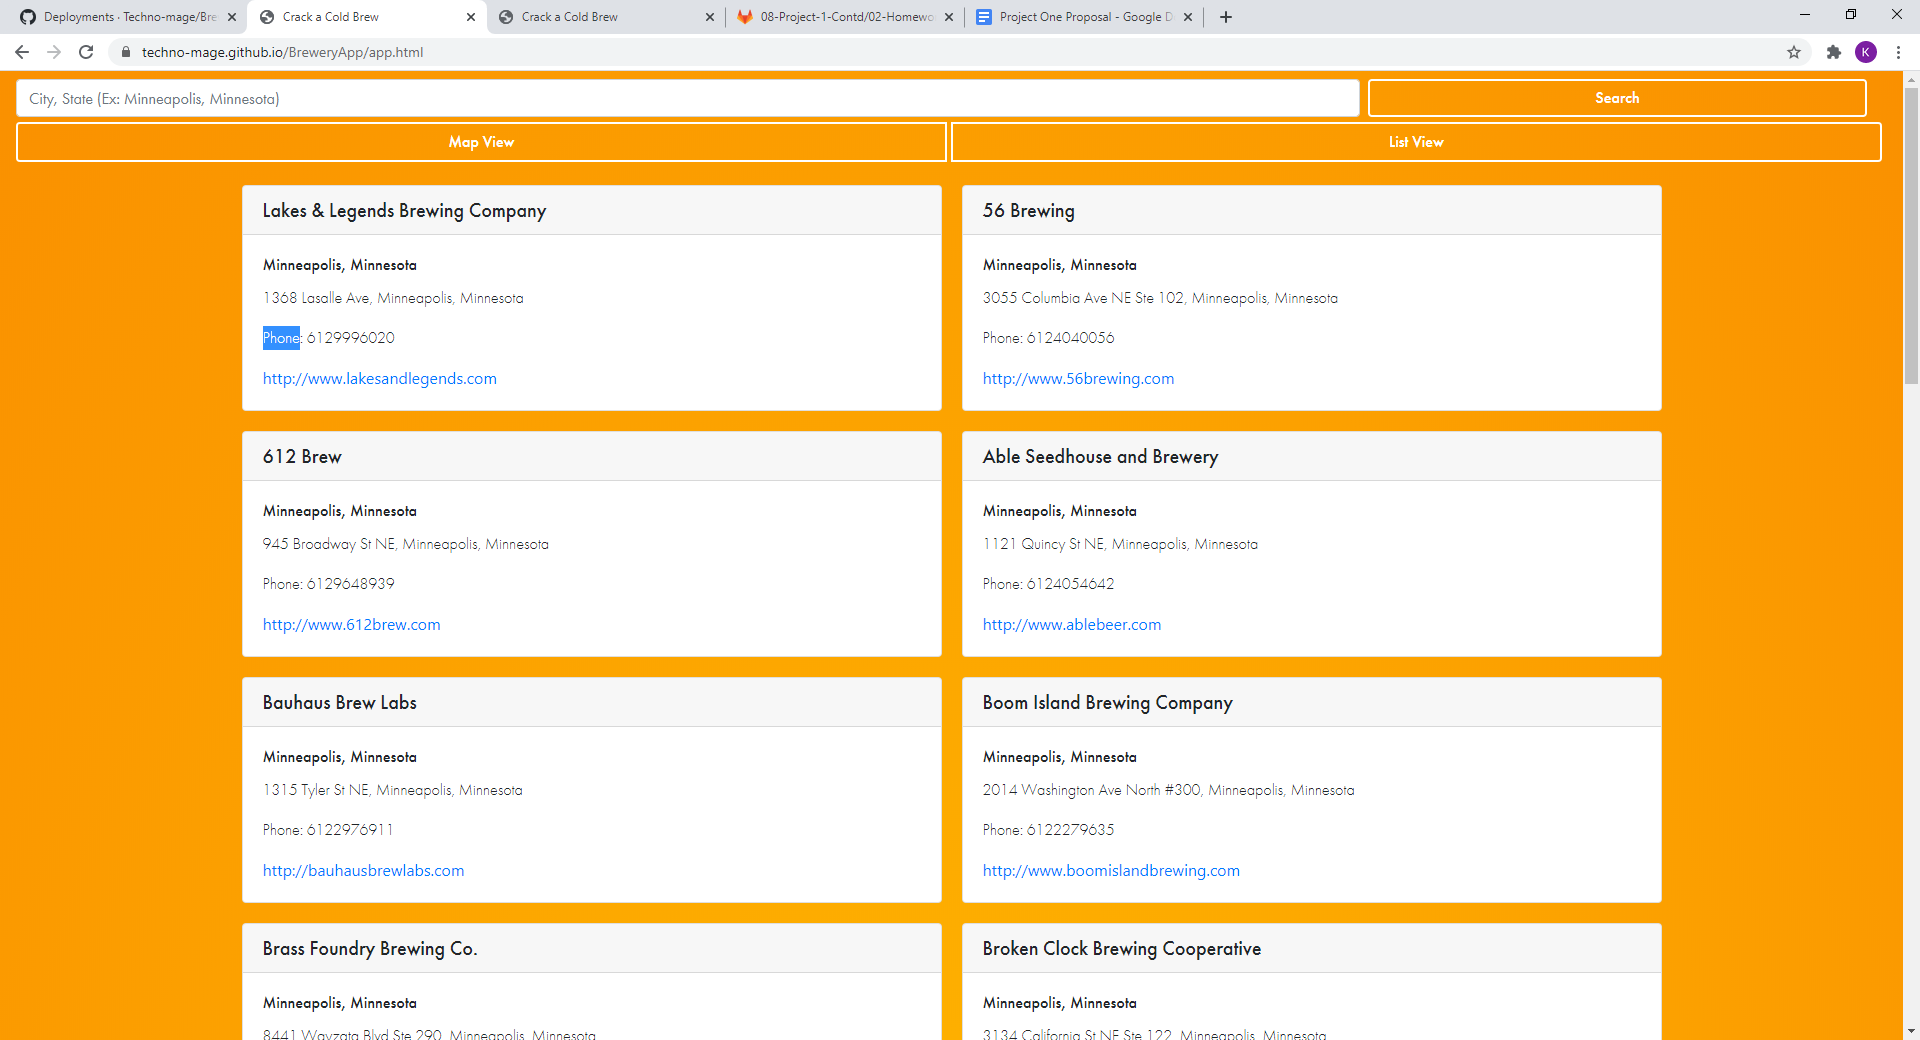 Deployments · Techno-mage/Bre
Crack a Cold Brew
Crack a Cold Brew
08-Project-1-Contd/02-Homewo
Project One Proposal - Google D
techno-mage.github.io/BreweryApp/app.html
K
City, State (Ex: Minneapolis, Minnesota)
Search
Map View
List View
Lakes & Legends Brewing Company
Minneapolis, Minnesota
1368 Lasalle Ave, Minneapolis, Minnesota
Phone: 6129996020
http://www.lakesandlegends.com
56 Brewing
Minneapolis, Minnesota
3055 Columbia Ave NE Ste 102, Minneapolis, Minnesota
Phone: 6124040056
http://www.56brewing.com
612 Brew
Minneapolis, Minnesota
945 Broadway St NE, Minneapolis, Minnesota
Phone: 6129648939
http://www.612brew.com
Able Seedhouse and Brewery
Minneapolis, Minnesota
1121 Quincy St NE, Minneapolis, Minnesota
Phone: 6124054642
http://www.ablebeer.com
Bauhaus Brew Labs
Minneapolis, Minnesota
1315 Tyler St NE, Minneapolis, Minnesota
Phone: 6122976911
http://bauhausbrewlabs.com
Boom Island Brewing Company
Minneapolis, Minnesota
2014 Washington Ave North #300, Minneapolis, Minnesota
Phone: 6122279635
http://www.boomislandbrewing.com
Brass Foundry Brewing Co.
Minneapolis, Minnesota
8441 Wayzata Blvd Ste 290, Minneapolis, Minnesota
Broken Clock Brewing Cooperative
Minneapolis, Minnesota
3134 California St NE Ste 122, Minneapolis, Minnesota